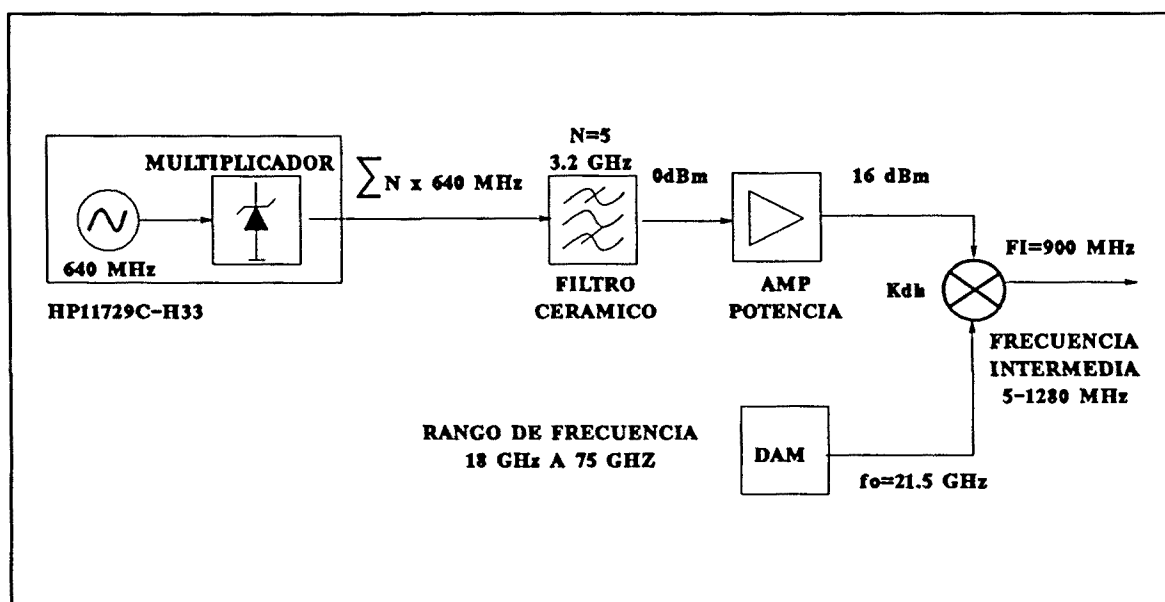 MULTIPLICADOR
640 MHz
HP11729C-H33
∑ N x 640 MHz
N=5
3.2 GHz
FILTRO
CERAMICO
0dBm
AMP
POTENCIA
16 dBm
Kdh
FI=900 MHz
FRECUENCIA
INTERMEDIA
5-1280 MHz
RANGO DE FRECUENCIA
18 GHz A 75 GHZ
DAM
fo=21.5 GHz